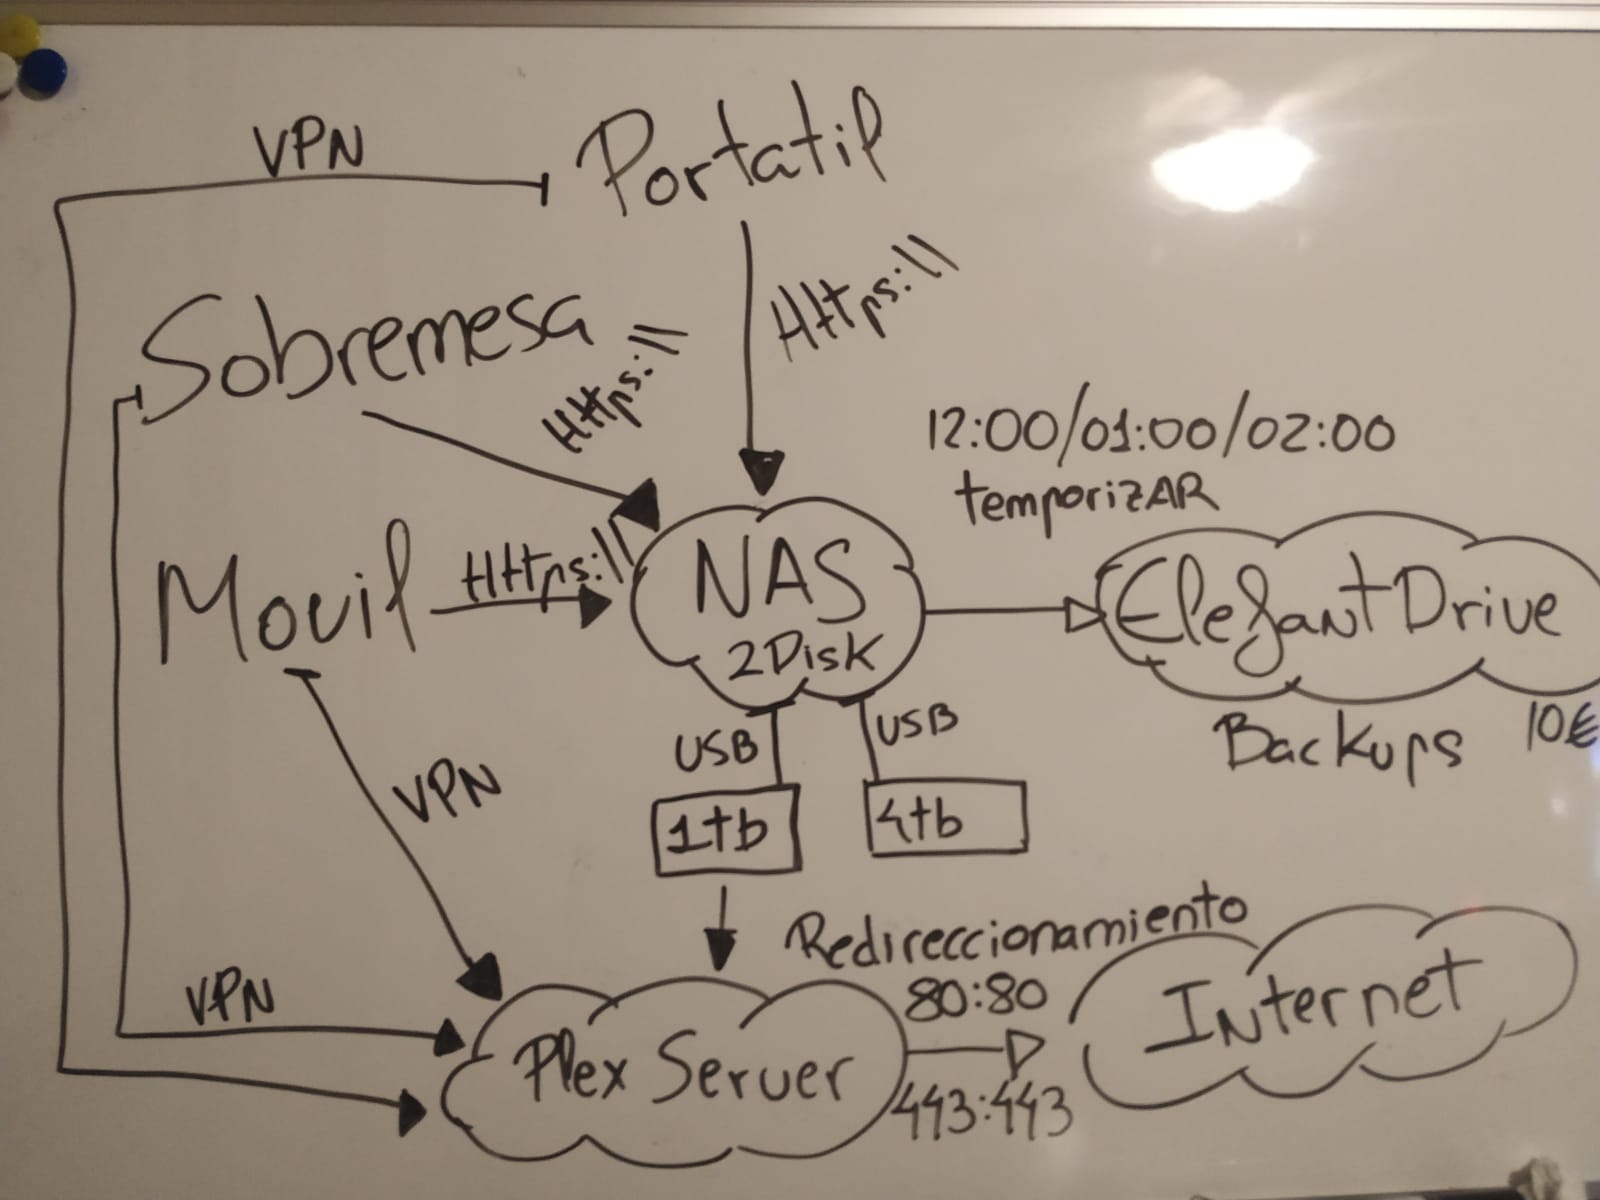 VPN
Portatil
Https://
Sobremesa
Https://
12:00/01:00/02:00
temporizAR
Movil
Https://
NAS
2Disk
ElefantDrive
Backups
10€
USB
USB
VPN
1tb
4tb
Redireccionamiento
80:80
Internet
VPN
Plex Server
443:443